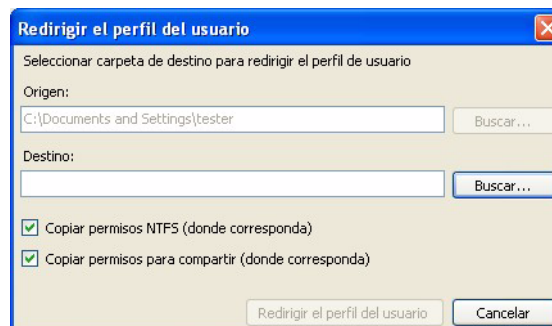 Redirigir el perfil del usuario
Seleccionar carpeta de destino para redirigir el perfil de usuario
Origen:
C:\Documents and Settings\tester
Buscar...
Destino:
Buscar...
Copiar permisos NTFS (donde corresponda)
Copiar permisos para compartir (donde corresponda)
Redirigir el perfil del usuario
Cancelar